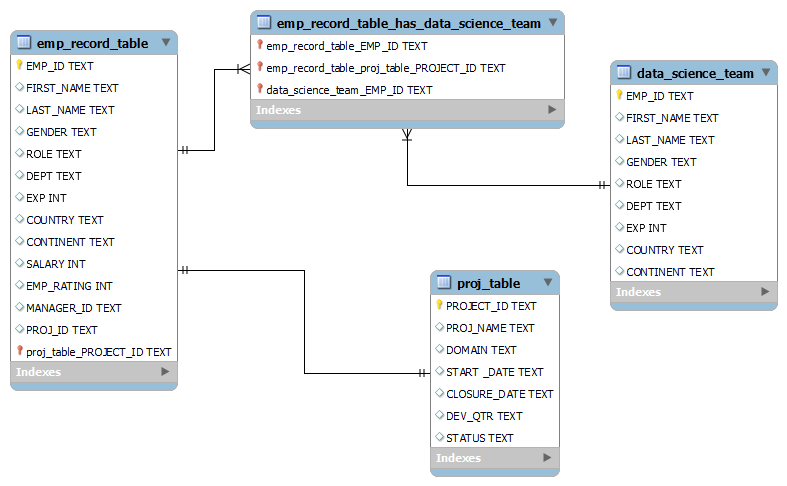 emp_record_table
EMP_ID TEXT
FIRST_NAME TEXT
LAST_NAME TEXT
GENDER TEXT
ROLE TEXT
DEPT TEXT
EXP INT
COUNTRY TEXT
CONTINENT TEXT
SALARY INT
EMP_RATING INT
MANAGER_ID TEXT
PROJ_ID TEXT
proj_table_PROJECT_ID TEXT
Indexes
emp_record_table_has_data_science_team
emp_record_table_EMP_ID TEXT
emp_record_table_proj_table_PROJECT_ID TEXT
data_science_team_EMP_ID TEXT
Indexes
data_science_team
EMP_ID TEXT
FIRST_NAME TEXT
LAST_NAME TEXT
GENDER TEXT
ROLE TEXT
DEPT TEXT
EXP INT
COUNTRY TEXT
CONTINENT TEXT
Indexes
proj_table
PROJECT_ID TEXT
PROJ_NAME TEXT
DOMAIN TEXT
START _DATE TEXT
CLOSURE_DATE TEXT
DEV_QTR TEXT
STATUS TEXT
Indexes